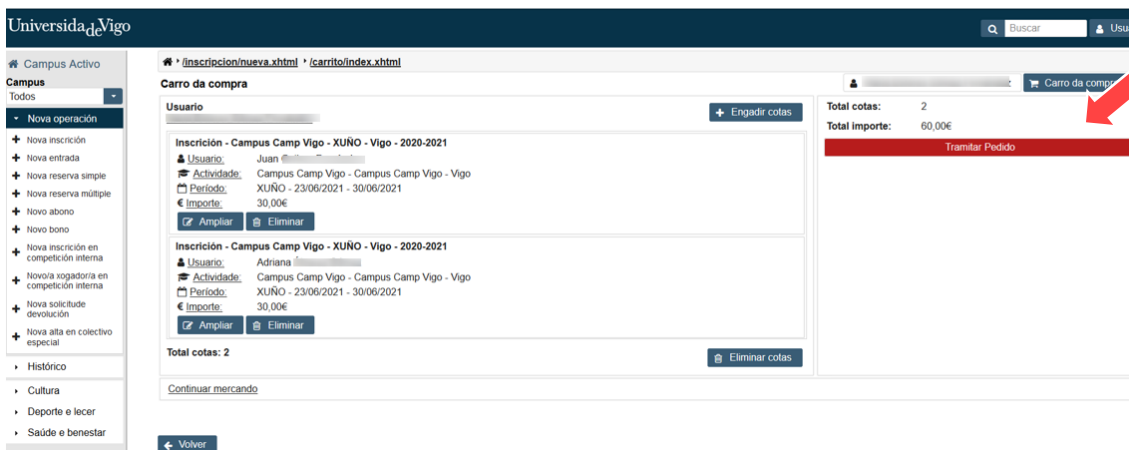 Universidade Vigo
Buscar
Campus Activo
Campus
Todos
Nova operación
Nova inscrición
Nova entrada
Nova reserva simple
Nova reserva múltiple
Novo abono
Novo bono
Nova inscrición en
competición interna
Novo/a xogador/a en
competición interna
Nova solicitude
devolución
Nova alta en colectivo
especial
Histórico
Cultura
Deporte e lecer
Saúde e benestar
/inscripcion/nueva.xhtml /carrito/index.xhtml
Carro da compra
Carro da compra
Usuario
Engadir cotas
Inscrición - Campus Camp Vigo - XUÑO - Vigo - 2020-2021
Usuario: Juan
Actividade: Campus Camp Vigo - Campus Camp Vigo - Vigo
Período: XUÑO - 23/06/2021 - 30/06/2021
€ Importe: 30,00€
Ampliar Eliminar
Inscrición - Campus Camp Vigo - XUÑO - Vigo - 2020-2021
Usuario: Adriana
Actividade: Campus Camp Vigo - Campus Camp Vigo - Vigo
Período: XUÑO - 23/06/2021 - 30/06/2021
€ Importe: 30,00€
Ampliar Eliminar
Total cotas: 2
Eliminar cotas
Continuar mercando
Volver
Total cotas: 2
Total importe: 60,00€
Tramitar Pedido